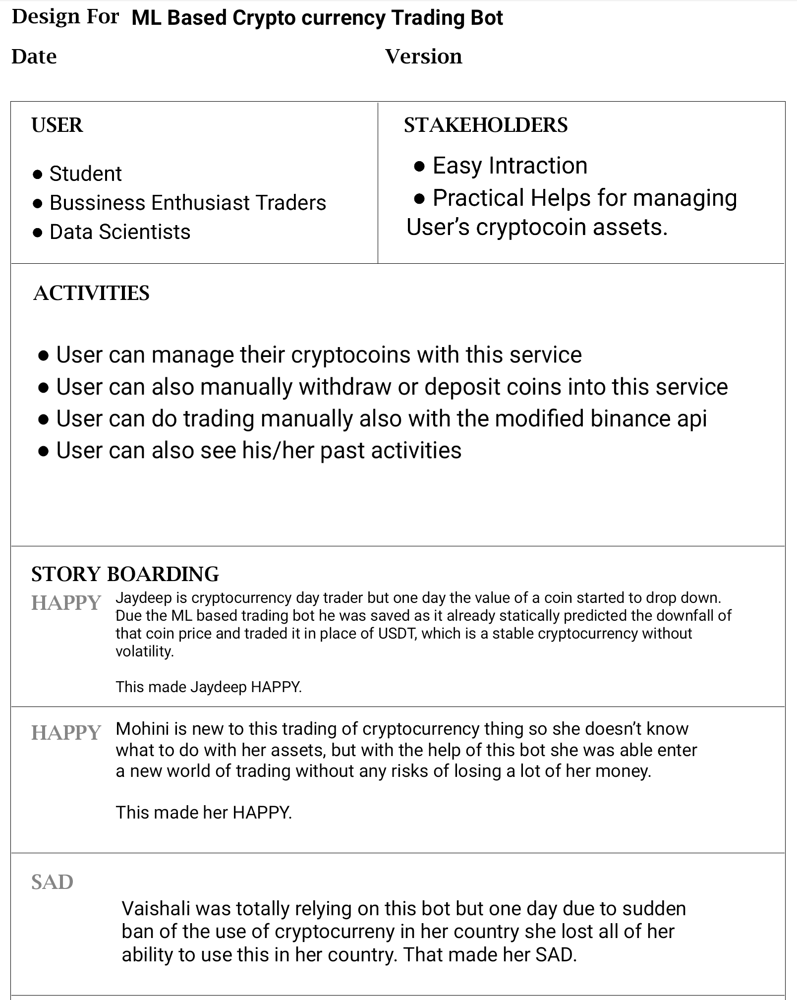 Design For ML Based Crypto currency Trading Bot
Date Version
USER
● Student
● Bussiness Enthusiast Traders
● Data Scientists
STAKEHOLDERS
● Easy Intraction
● Practical Helps for managing
User’s cryptocoin assets.
ACTIVITIES
● User can manage their cryptocoins with this service
● User can also manually withdraw or deposit coins into this service
● User can do trading manually also with the modified binance api
● User can also see his/her past activities
STORY BOARDING
HAPPY Jaydeep is cryptocurrency day trader but one day the value of a coin started to drop down.
Due the ML based trading bot he was saved as it already statically predicted the downfall of
that coin price and traded it in place of USDT, which is a stable cryptocurrency without
volatility.
This made Jaydeep HAPPY.
HAPPY Mohini is new to this trading of cryptocurrency thing so she doesn’t know
what to do with her assets, but with the help of this bot she was able enter
a new world of trading without any risks of losing a lot of her money.
This made her HAPPY.
SAD
Vaishali was totally relying on this bot but one day due to sudden
ban of the use of cryptocurreny in her country she lost all of her
ability to use this in her country. That made her SAD.